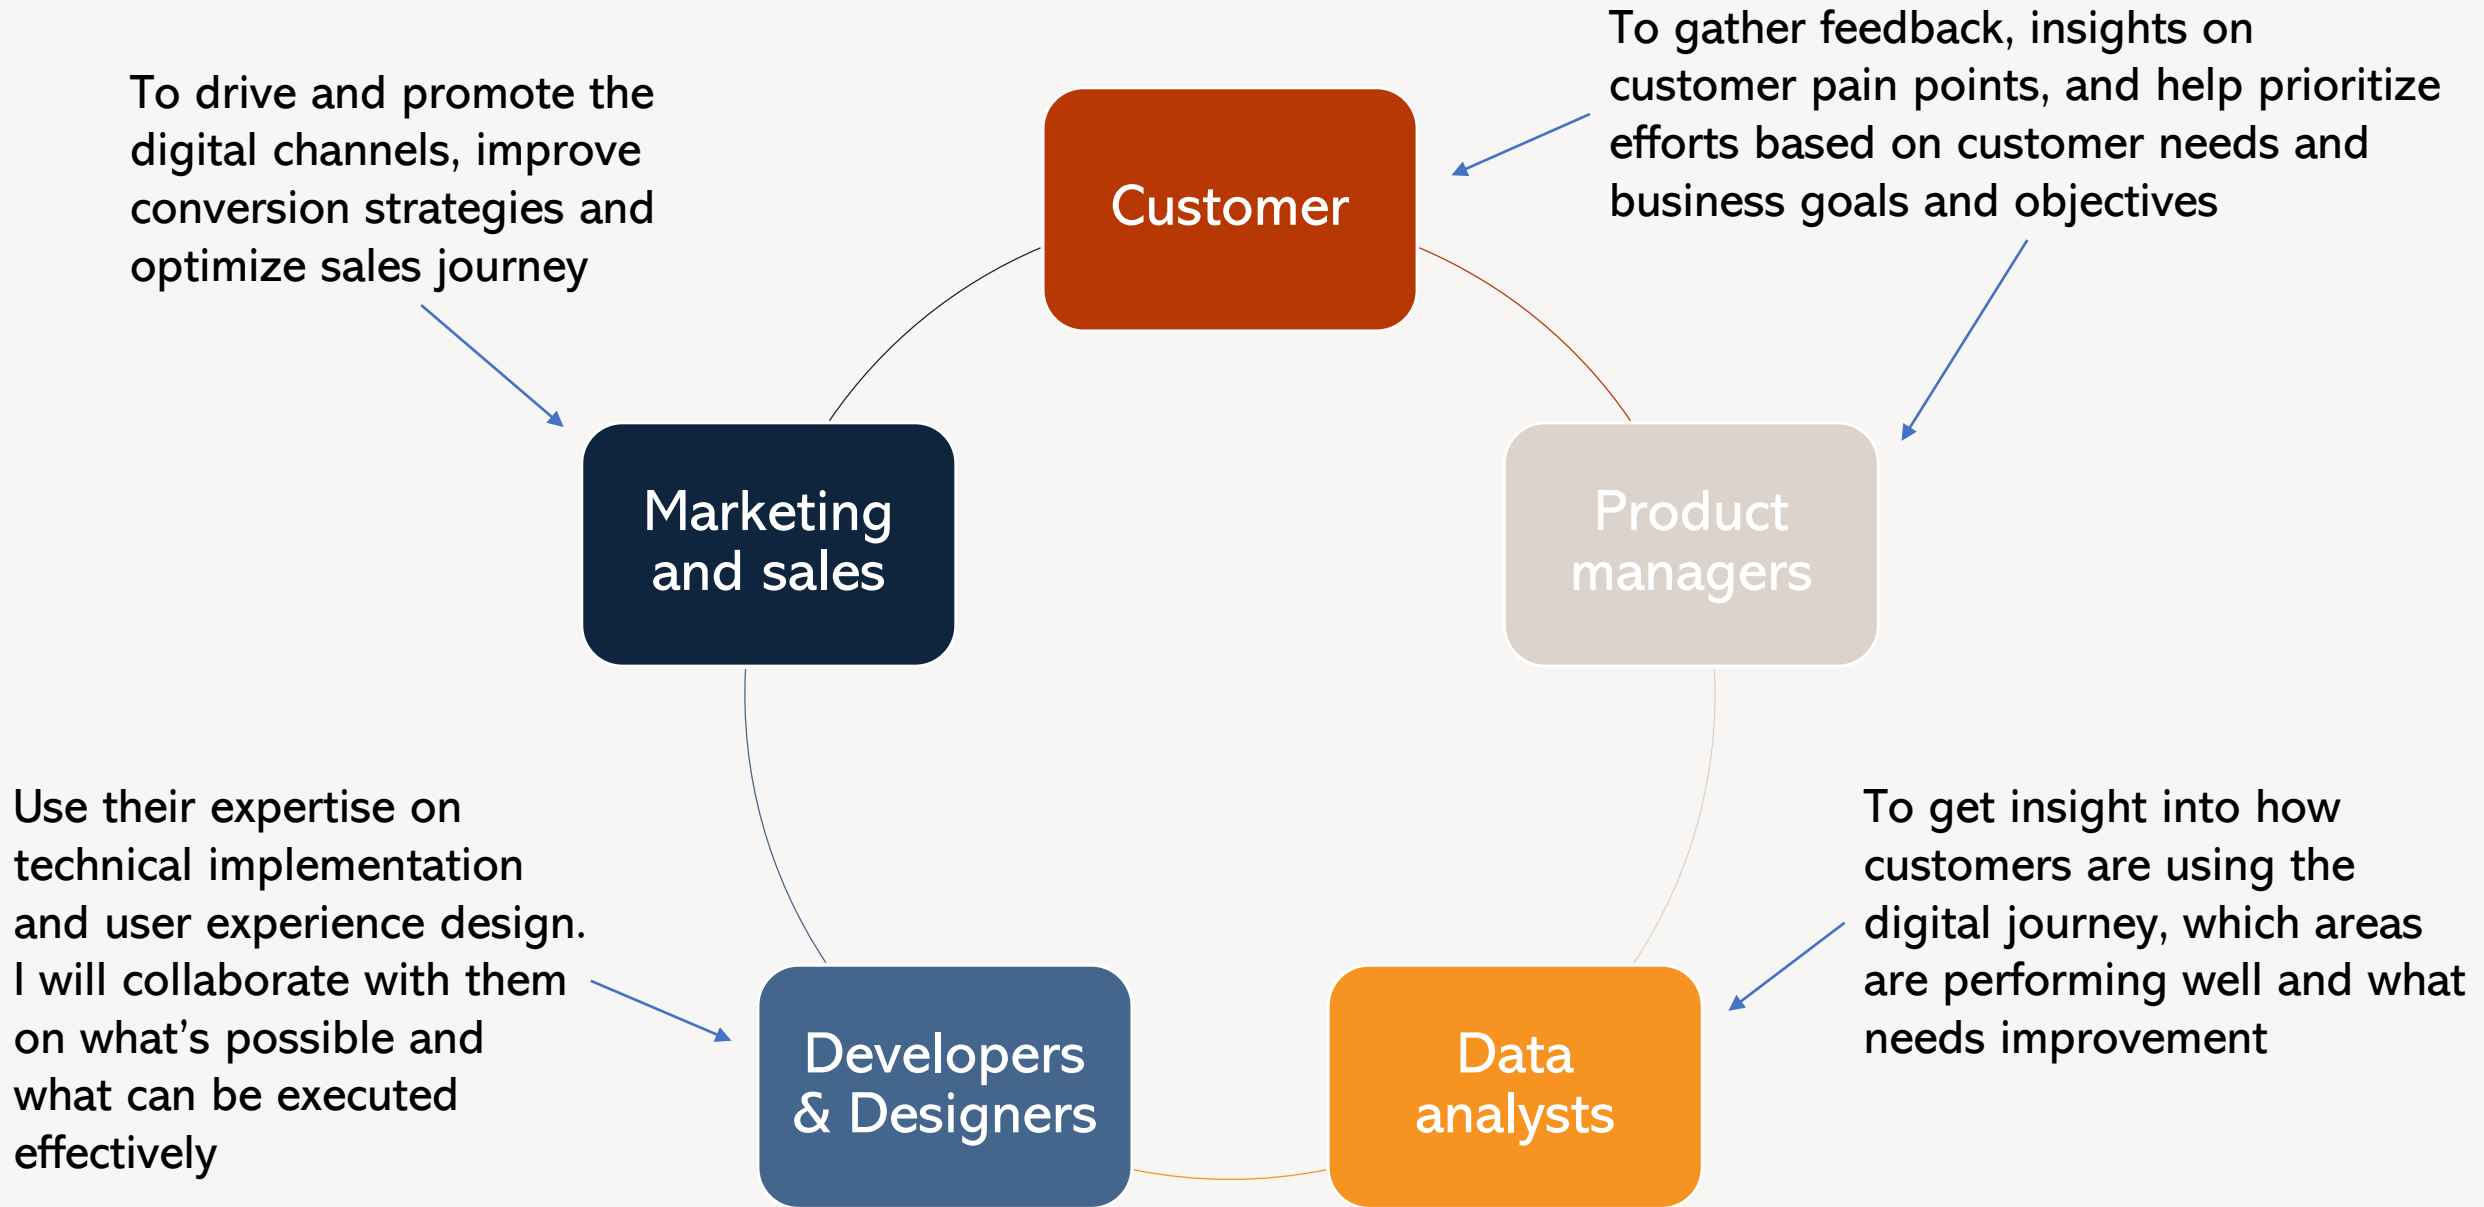 To gather feedback, insights on
customer pain points, and help prioritize
efforts based on customer needs and
business goals and objectives
To drive and promote the
digital channels, improve
conversion strategies and
optimize sales journey
Customer
Marketing
and sales
Product
managers
Use their expertise on
technical implementation
and user experience design.
I will collaborate with them
on what’s possible and
what can be executed
effectively
To get insight into how
customers are using the
digital journey, which areas
are performing well and what
needs improvement
Developers
& Designers
Data
analysts